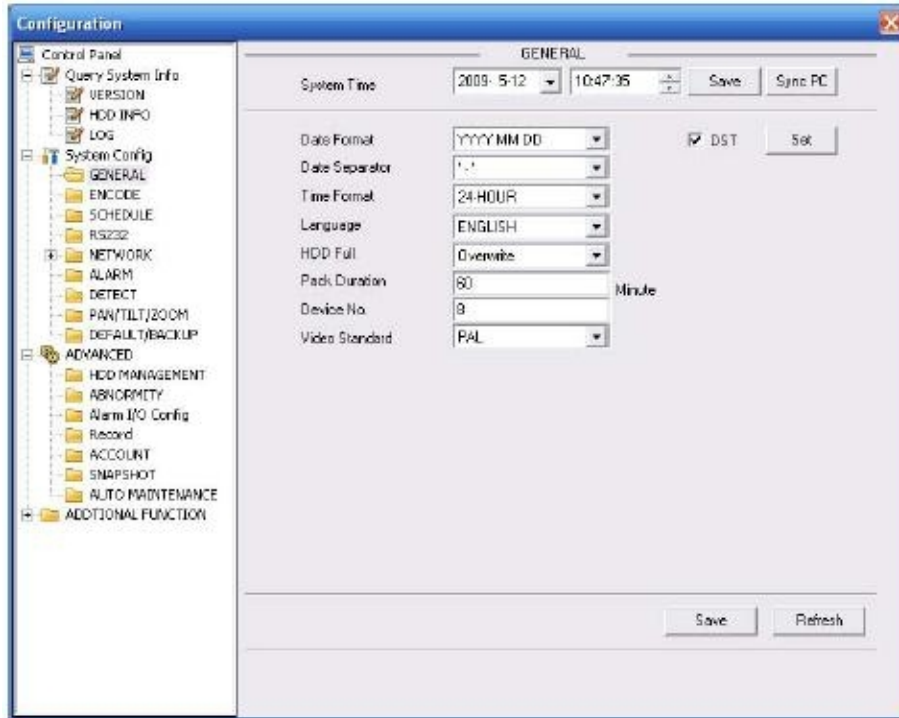 Configuration
Control Panel
Query System Info
VERSION
HDD INFO
LOG
System Config
GENERAL
ENCODE
SCHEDULE
RS232
NETWORK
ALARM
DETECT
PAN/TILT/ZOOM
DEFAULT/BACKUP
ADVANCED
HDD MANAGEMENT
ABNORMITY
Alarm I/O Config
Record
ACCOUNT
SNAPSHOT
AUTO MAINTENANCE
ADDTIONAL FUNCTION
GENERAL
System Time 2009- 5-12 10:47:35 Save Sync PC
Date Format YYYY MM DD DST Set
Date Separator '-'
Time Format 24-HOUR
Language ENGLISH
HDD Full Overwrite
Pack Duration 60 Minute
Device No. 8
Video Standard PAL
Save Refresh